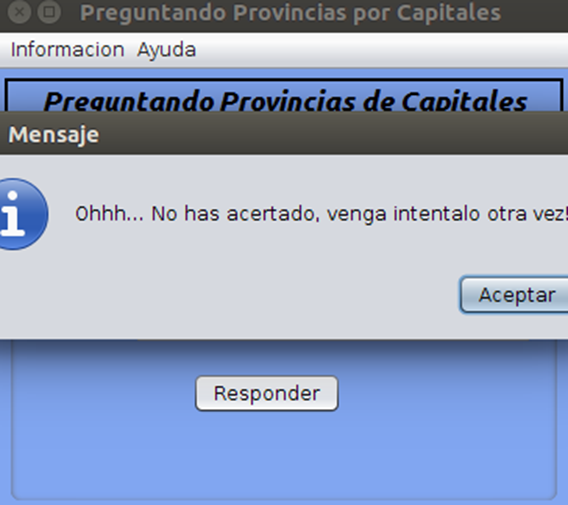 Preguntando Provincias por Capitales
Informacion Ayuda
Preguntando Provincias de Capitales
Mensaje
Ohhh... No has acertado, venga intentalo otra vez!
Aceptar
Responder